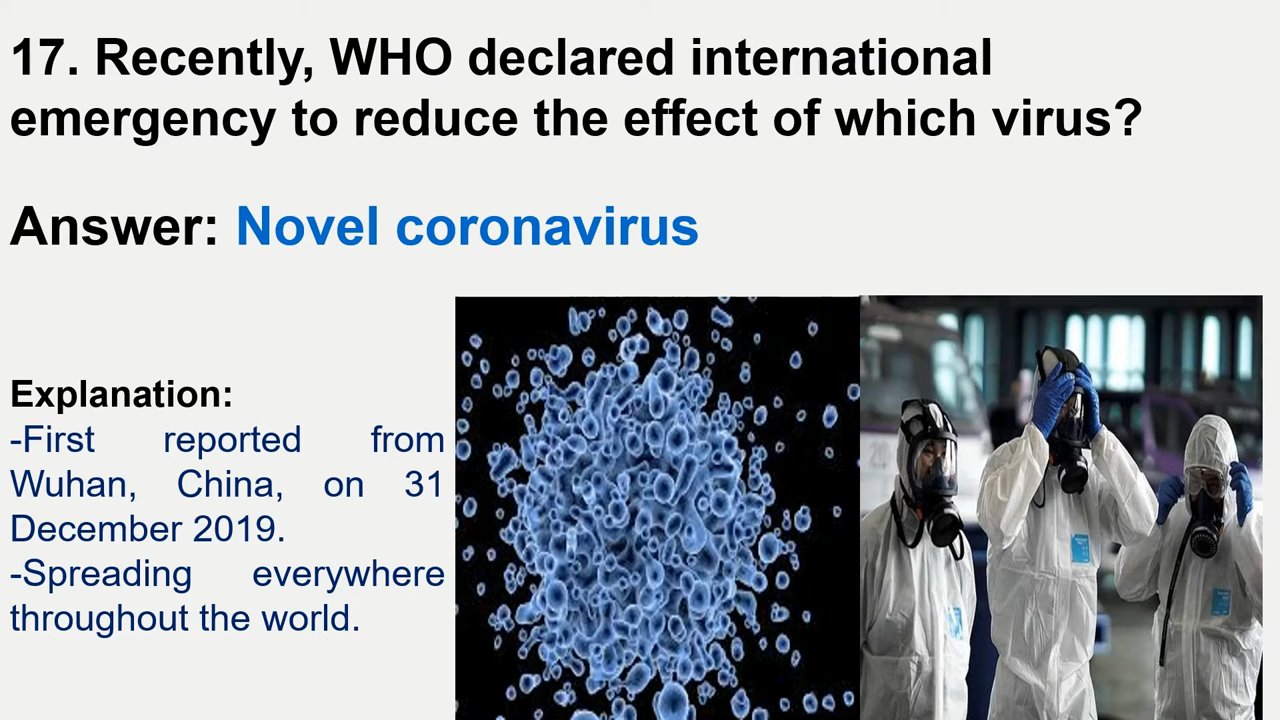 17. Recently, WHO declared international
emergency to reduce the effect of which virus?
Answer: Novel coronavirus
Explanation:
-First reported from
Wuhan, China, on 31
December 2019.
-Spreading everywhere
throughout the world.